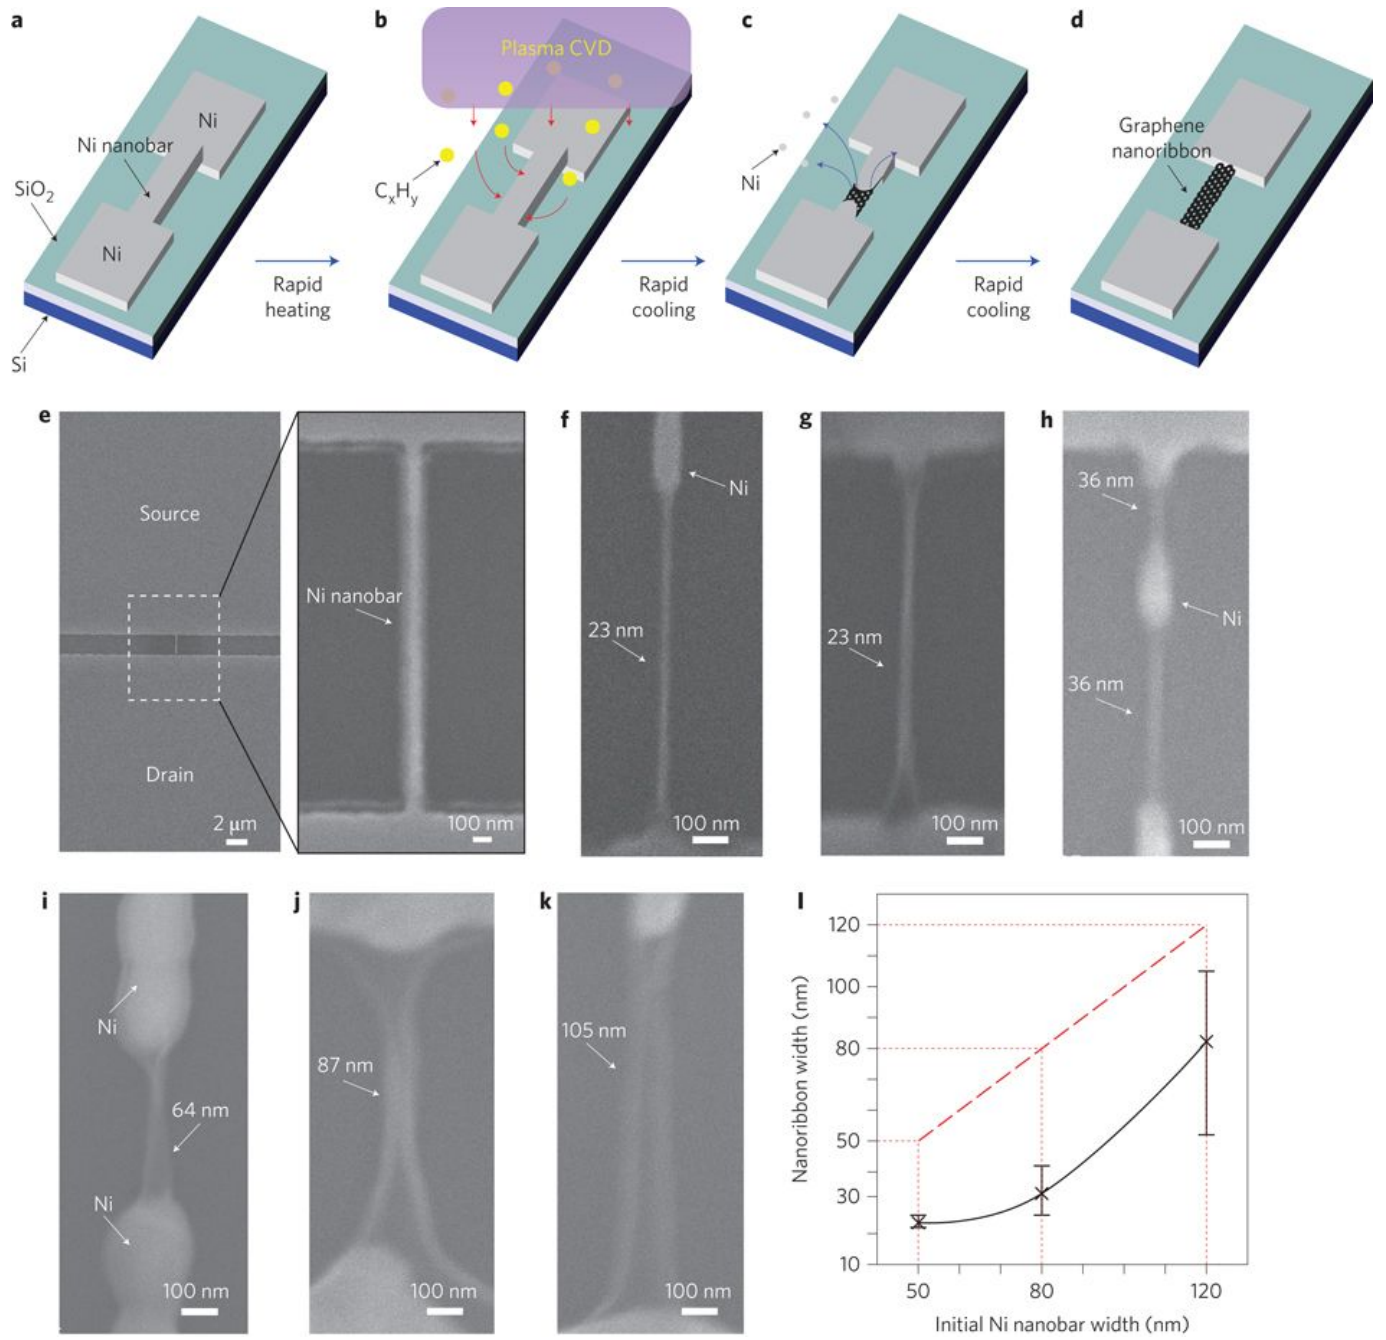 a
Ni
Ni nanobar
SiO2
Ni
Si
Rapid
heating
b
Plasma CVD
CxHy
Rapid
cooling
c
Ni
Rapid
cooling
d
Graphene
nanoribbon
e
Source
Drain
2 μm
Ni nanobar
100 nm
f
Ni
23 nm
100 nm
g
23 nm
100 nm
h
36 nm
Ni
36 nm
100 nm
i
Ni
64 nm
Ni
100 nm
j
87 nm
100 nm
k
105 nm
100 nm
l
Nanoribbon width (nm)
120
100
80
50
30
10
50 80 120
Initial Ni nanobar width (nm)